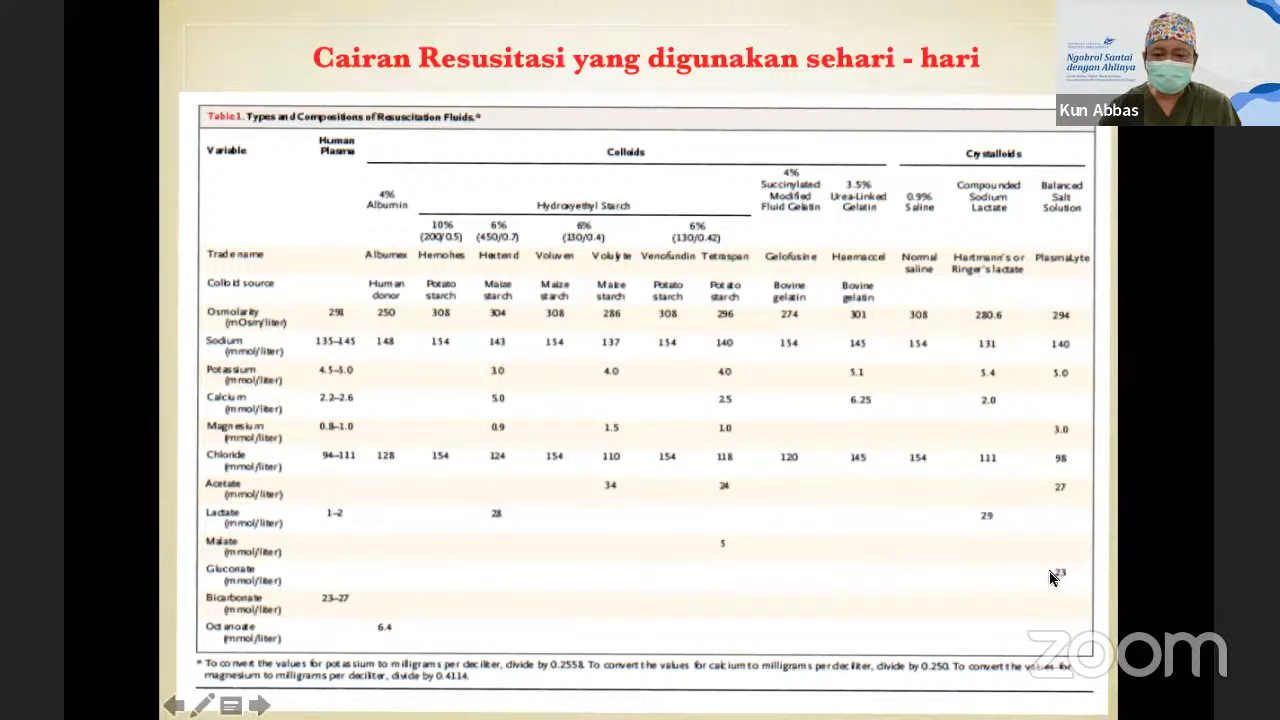 Cairan Resusitasi yang digunakan sehari - hari
Ngobrol Santai
dengan Ahlinya
Kun Abbas
Table 1. Types and Compositions of Resuscitation Fluids.*
Variable Human Plasma Colloids Crystalloids
4% Albumin Hydroxyethyl Starch 4% Succinylated Modified Fluid Gelatin 3.5% Urea-Linked Gelatin 0.9% Saline Compounded Sodium Lactate Balanced Salt Solution
10% (200/0.5) 6% (450/0.7) 6% (130/0.4) 6% (130/0.42)
Trade name Albumex Hemohes Hextend Voluven Volulyte Venofundin Tetraspan Gelofusine Haemaccel Normal saline Hartmann's or Ringer's lactate PlasmaLyte
Colloid source Human donor Potato starch Maize starch Maize starch Maize starch Potato starch Potato starch Bovine gelatin Bovine gelatin
Osmolarity (mOsm/liter) 291 250 308 304 308 286 308 296 274 301 308 280.6 294
Sodium (mmol/liter) 135–145 148 154 143 154 137 154 140 154 145 154 131 140
Potassium (mmol/liter) 4.5–5.0 3.0 4.0 4.0 5.1 5.4 5.0
Calcium (mmol/liter) 2.2–2.6 5.0 2.5 6.25 2.0
Magnesium (mmol/liter) 0.8–1.0 0.9 1.5 1.0 3.0
Chloride (mmol/liter) 94–111 128 154 124 154 110 154 118 120 145 154 111 98
Acetate (mmol/liter) 34 24 27
Lactate (mmol/liter) 1–2 28 29
Malate (mmol/liter) 5
Gluconate (mmol/liter) 23
Bicarbonate (mmol/liter) 23–27
Octanoate (mmol/liter) 6.4
* To convert the values for potassium to milligrams per deciliter, divide by 0.2558. To convert the values for calcium to milligrams per deciliter, divide by 0.250. To convert the values for
magnesium to milligrams per deciliter, divide by 0.4114.
zoom